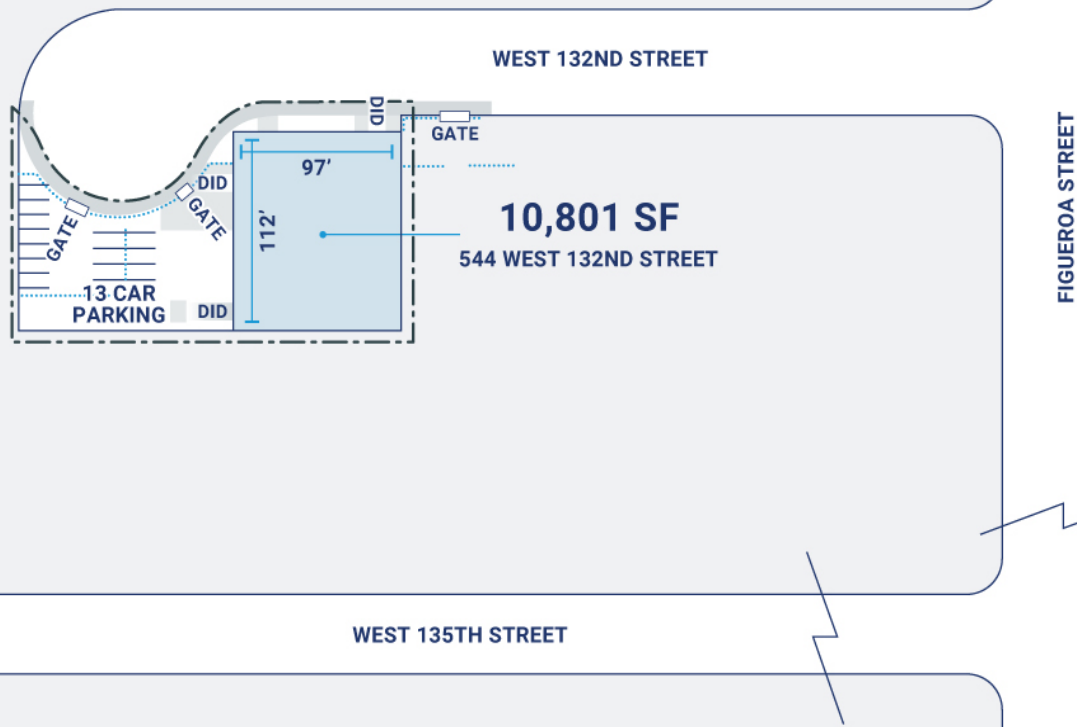 WEST 132ND STREET
DID
GATE
FIGUEROA STREET
97’
DID
GATE
GATE
112’
10,801 SF
544 WEST 132ND STREET
13 CAR
PARKING
DID
WEST 135TH STREET